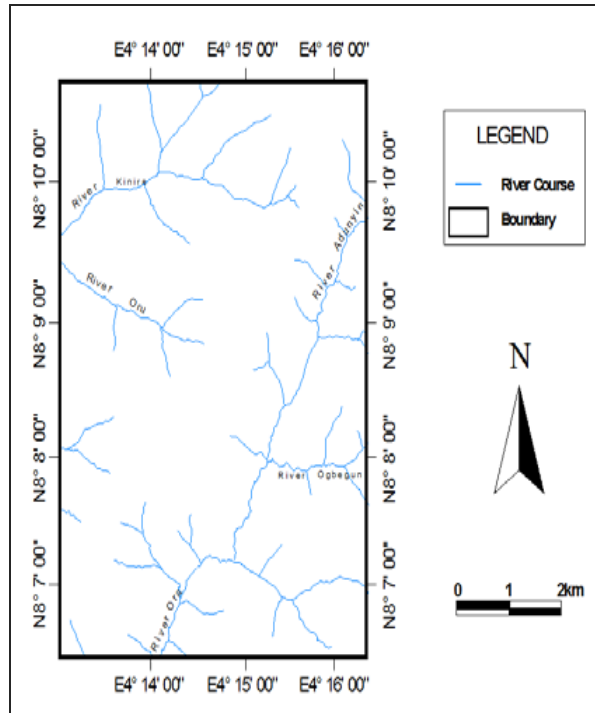 E4° 14' 00" E4° 15' 00" E4° 16' 00"
N8° 10' 00"
N8° 9' 00"
N8° 8' 00"
N8° 7' 00"
River Kinira
River Adunyin
River Oru
River Ogbegun
River Ora
N8° 10' 00"
N8° 9' 00"
N8° 8' 00"
N8° 7' 00"
E4° 14' 00" E4° 15' 00" E4° 16' 00"
LEGEND
River Course
Boundary
N
0 1 2km